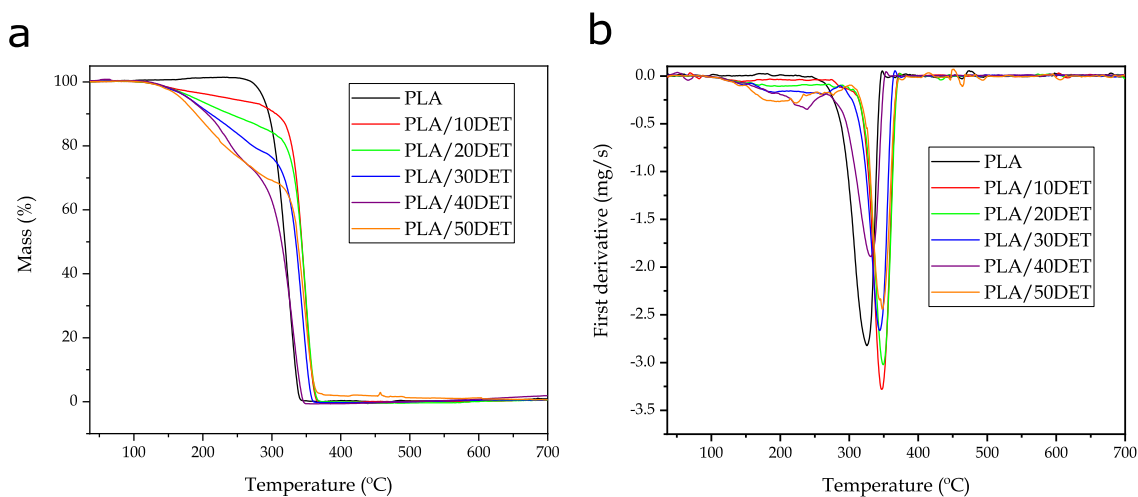 a
100
80
60
40
20
0
Mass (%)
100
200
300
400
500
600
700
Temperature (ºC)
PLA
PLA/10DET
PLA/20DET
PLA/30DET
PLA/40DET
PLA/50DET
b
0.0
-0.5
-1.0
-1.5
-2.0
-2.5
-3.0
-3.5
First derivative (mg/s)
100
200
300
400
500
600
700
Temperature (ºC)
PLA
PLA/10DET
PLA/20DET
PLA/30DET
PLA/40DET
PLA/50DET